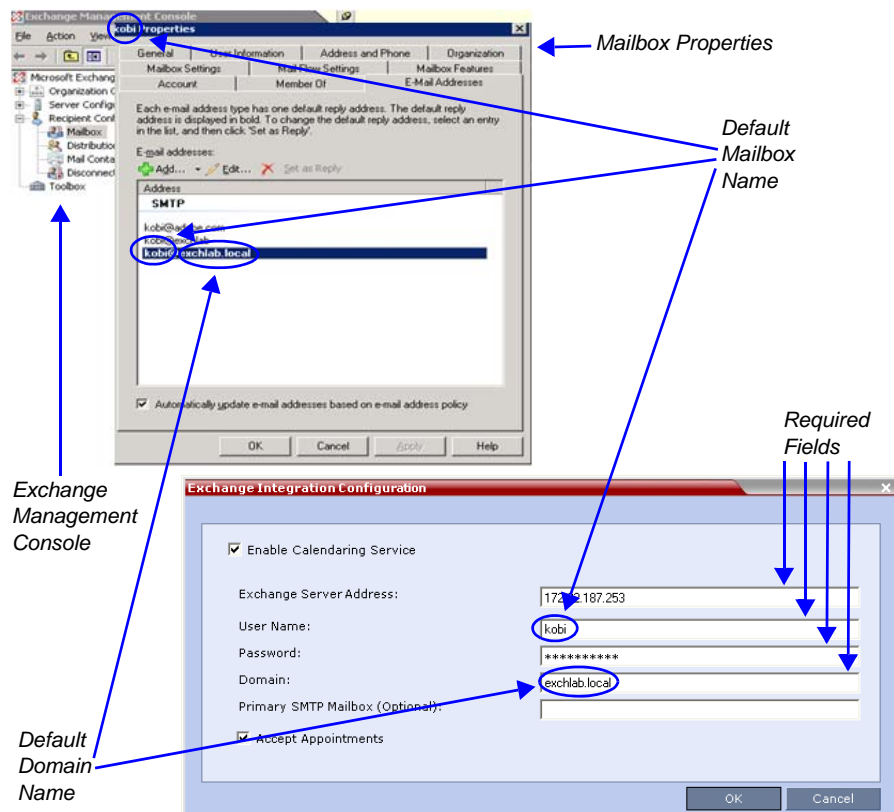 Exchange Management Console
File Action View
kobi Properties
General User Information Address and Phone Organization
Mailbox Settings Mail Flow Settings Mailbox Features
Account Member Of E-Mail Addresses
Mailbox Properties
Microsoft Exchang
Organization C
Server Config
Recipient Conf
Mailbox
Distribution
Mail Conta
Disconnect
Toolbox
Each e-mail address type has one default reply address. The default reply
address is displayed in bold. To change the default reply address, select an entry
in the list, and then click 'Set as Reply'.
E-mail addresses:
Add... Edit... Set as Reply
Address
SMTP
kobi@exchlab
kobi@exchlab.local
Automatically update e-mail addresses based on e-mail address policy
OK Cancel Apply Help
Default
Mailbox
Name
Required
Fields
Exchange
Management
Console
Exchange Integration Configuration
Enable Calendaring Service
Exchange Server Address:
User Name: kobi
Password: **********
Domain: exchlab.local
Primary SMTP Mailbox (Optional):
Accept Appointments
OK Cancel
Default
Domain
Name